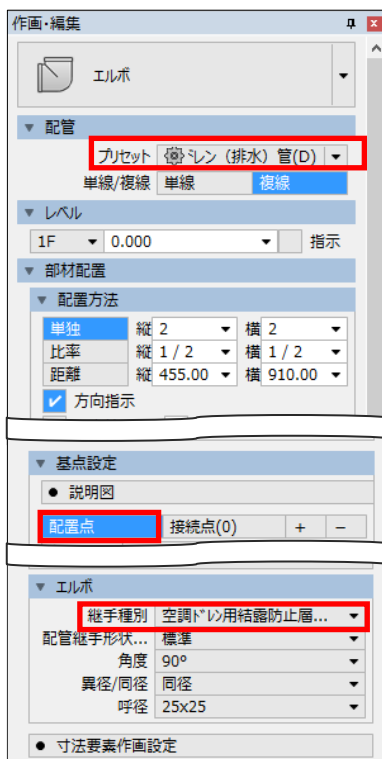 作画・編集
エルボ
配管
プリセット ドレン（排水）管(D)
単線/複線 単線 複線
レベル
1F 0.000 指示
部材配置
配置方法
単独 縦 2 横 2
比率 縦 1 / 2 横 1 / 2
距離 縦 455.00 横 910.00
方向指示
基点設定
● 説明図
配置点 接続点(0) + −
エルボ
継手種別 空調ドレン用結露防止層...
配管継手形状... 標準
角度 90°
異径/同径 同径
呼径 25x25
● 寸法要素作画設定